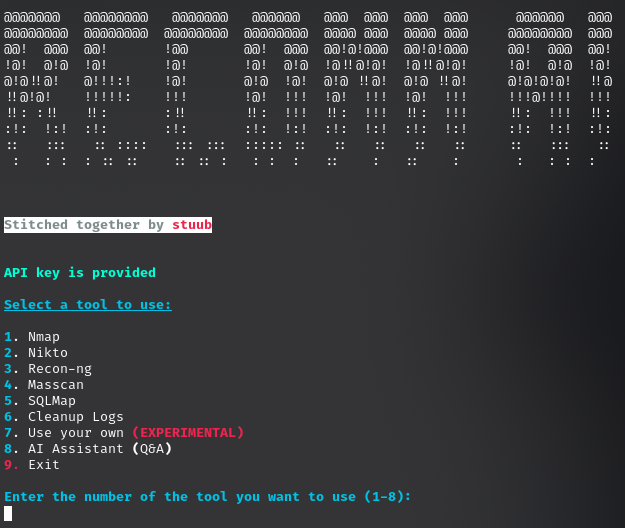 RECONN AI
Stitched together by stuub
API key is provided
Select a tool to use:
1. Nmap
2. Nikto
3. Recon-ng
4. Masscan
5. SQLMap
6. Cleanup Logs
7. Use your own (EXPERIMENTAL)
8. AI Assistant (Q&A)
9. Exit
Enter the number of the tool you want to use (1-8):